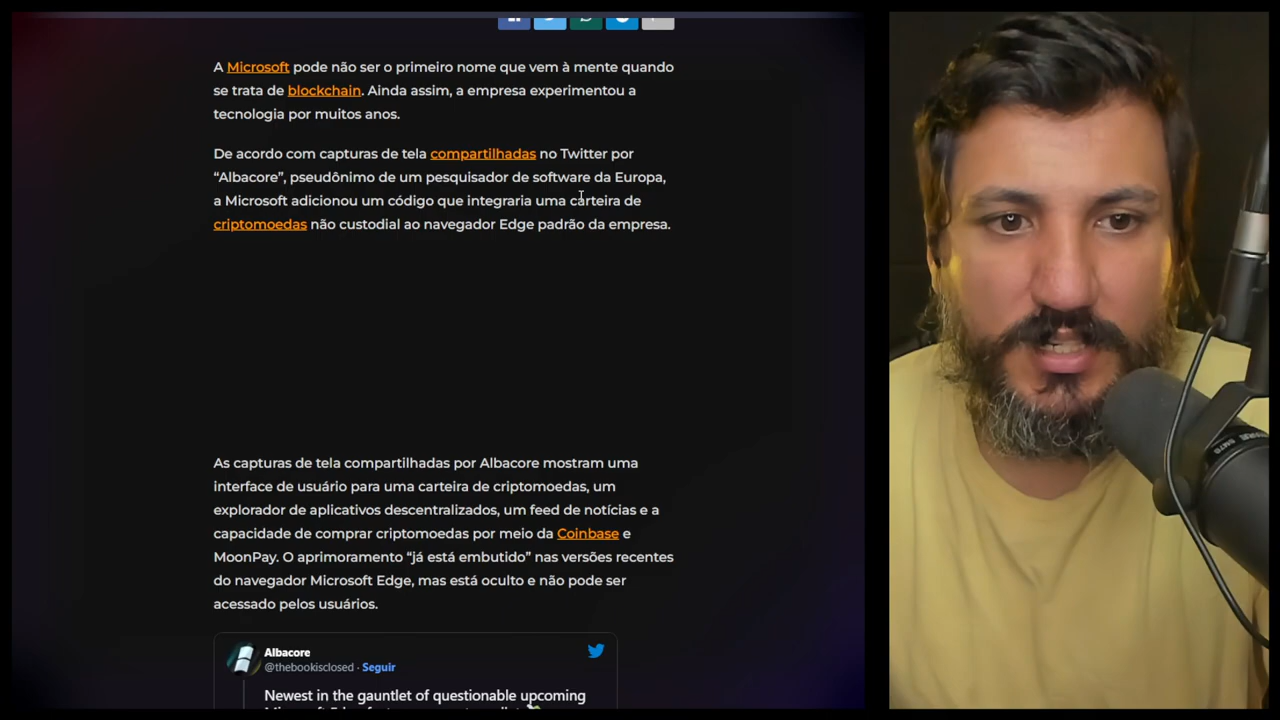 A Microsoft pode não ser o primeiro nome que vem à mente quando
se trata de blockchain. Ainda assim, a empresa experimentou a
tecnologia por muitos anos.
De acordo com capturas de tela compartilhadas no Twitter por
“Albacore”, pseudônimo de um pesquisador de software da Europa,
a Microsoft adicionou um código que integraria uma carteira de
criptomoedas não custodial ao navegador Edge padrão da empresa.
As capturas de tela compartilhadas por Albacore mostram uma
interface de usuário para uma carteira de criptomoedas, um
explorador de aplicativos descentralizados, um feed de notícias e a
capacidade de comprar criptomoedas por meio da Coinbase e
MoonPay. O aprimoramento “já está embutido” nas versões recentes
do navegador Microsoft Edge, mas está oculto e não pode ser
acessado pelos usuários.
Albacore
@thebookisclosed · Seguir
Newest in the gauntlet of questionable upcoming